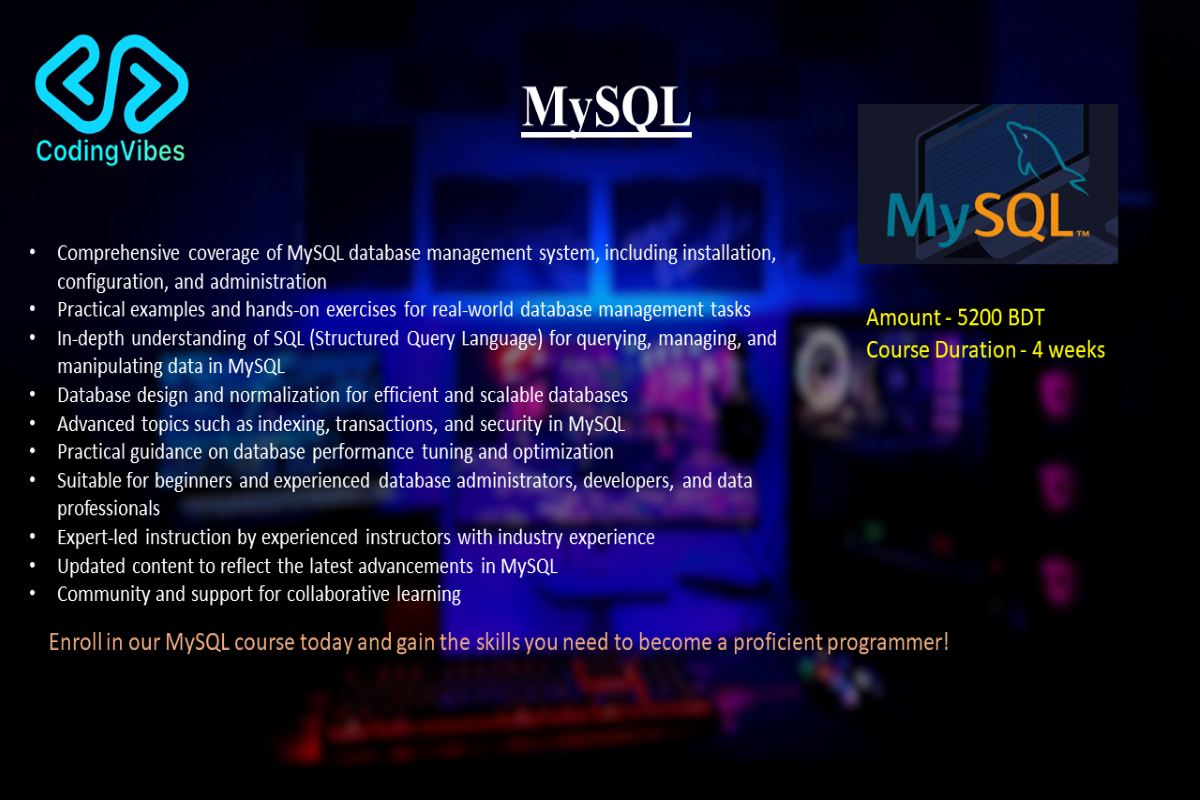 CodingVibes
MySQL
MySQL™
• Comprehensive coverage of MySQL database management system, including installation,
configuration, and administration
• Practical examples and hands-on exercises for real-world database management tasks
• In-depth understanding of SQL (Structured Query Language) for querying, managing, and
manipulating data in MySQL
• Database design and normalization for efficient and scalable databases
• Advanced topics such as indexing, transactions, and security in MySQL
• Practical guidance on database performance tuning and optimization
• Suitable for beginners and experienced database administrators, developers, and data
professionals
• Expert-led instruction by experienced instructors with industry experience
• Updated content to reflect the latest advancements in MySQL
• Community and support for collaborative learning
Amount - 5200 BDT
Course Duration - 4 weeks
Enroll in our MySQL course today and gain the skills you need to become a proficient programmer!